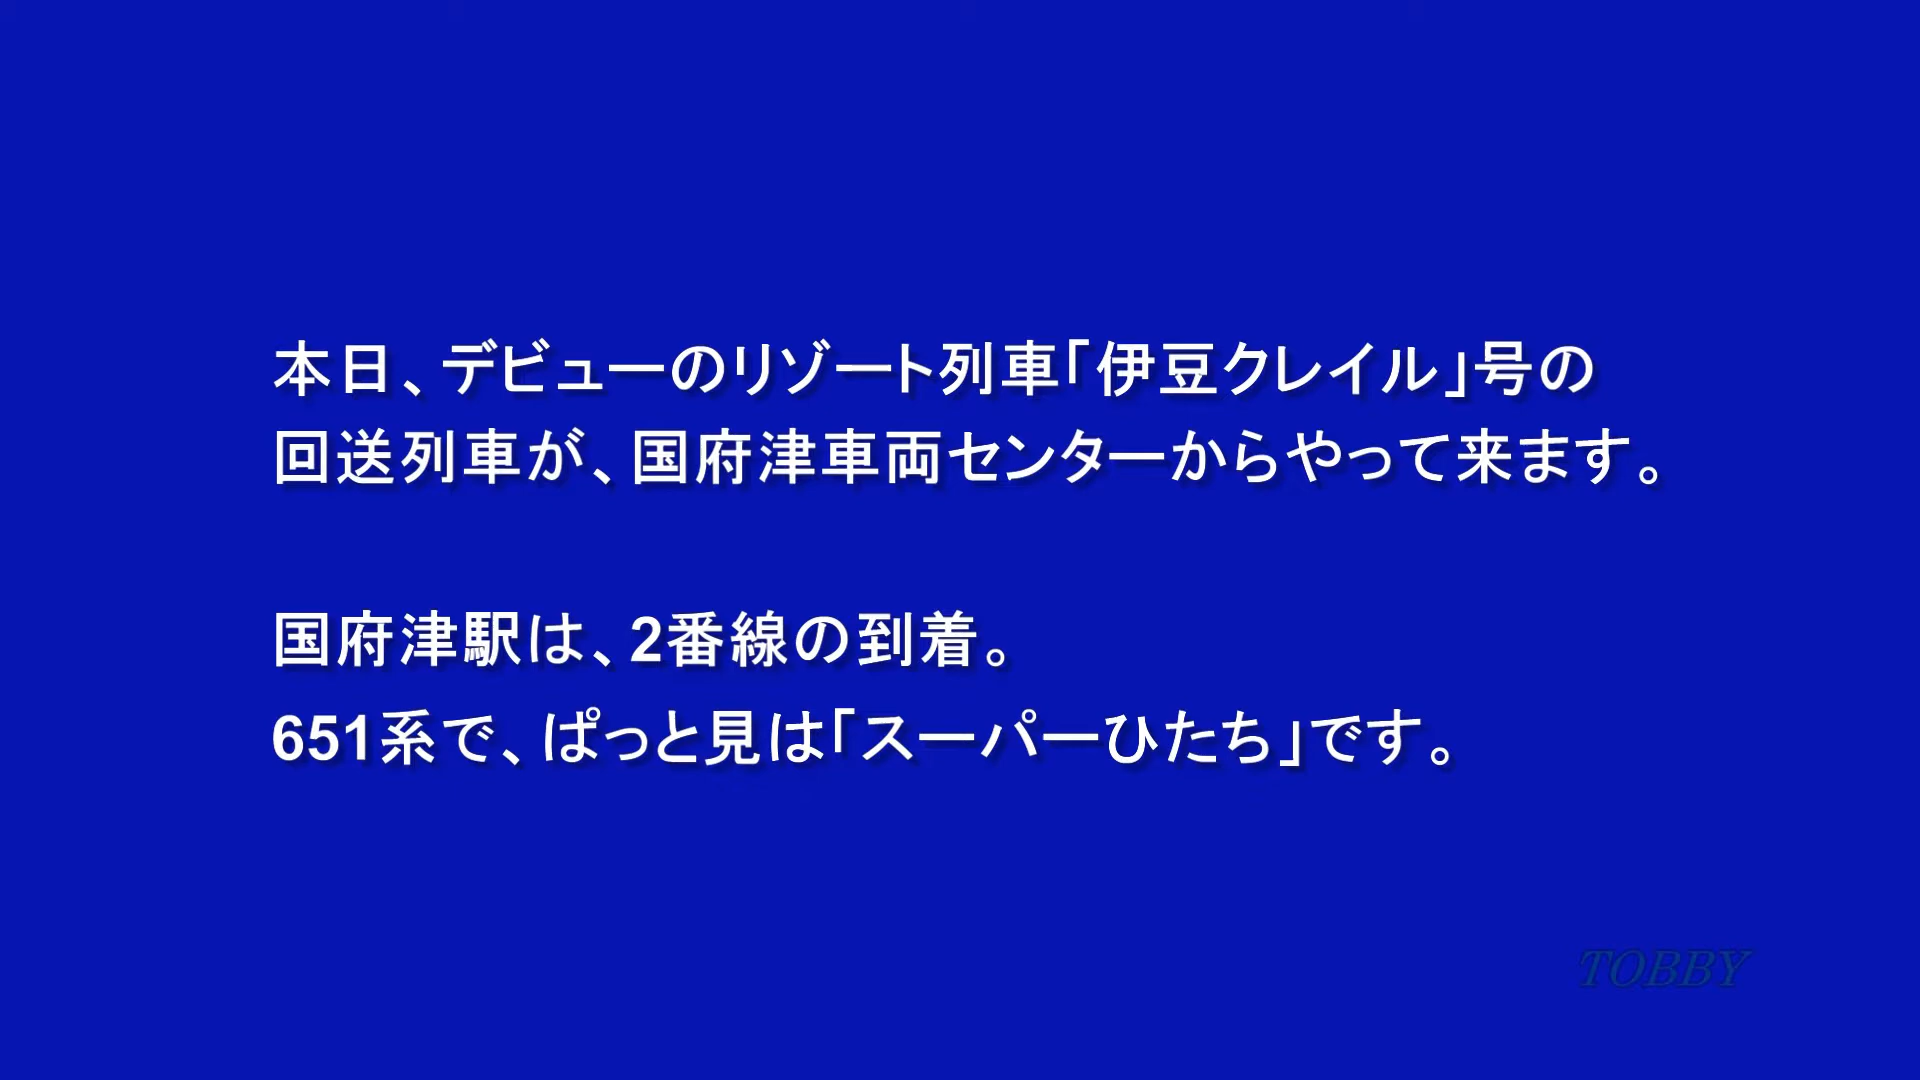 本日、デビューのリゾート列車「伊豆クレイル」号の
回送列車が、国府津車両センターからやって来ます。
国府津駅は、2番線の到着。
651系で、ぱっと見は「スーパーひたち」です。
TOBBY